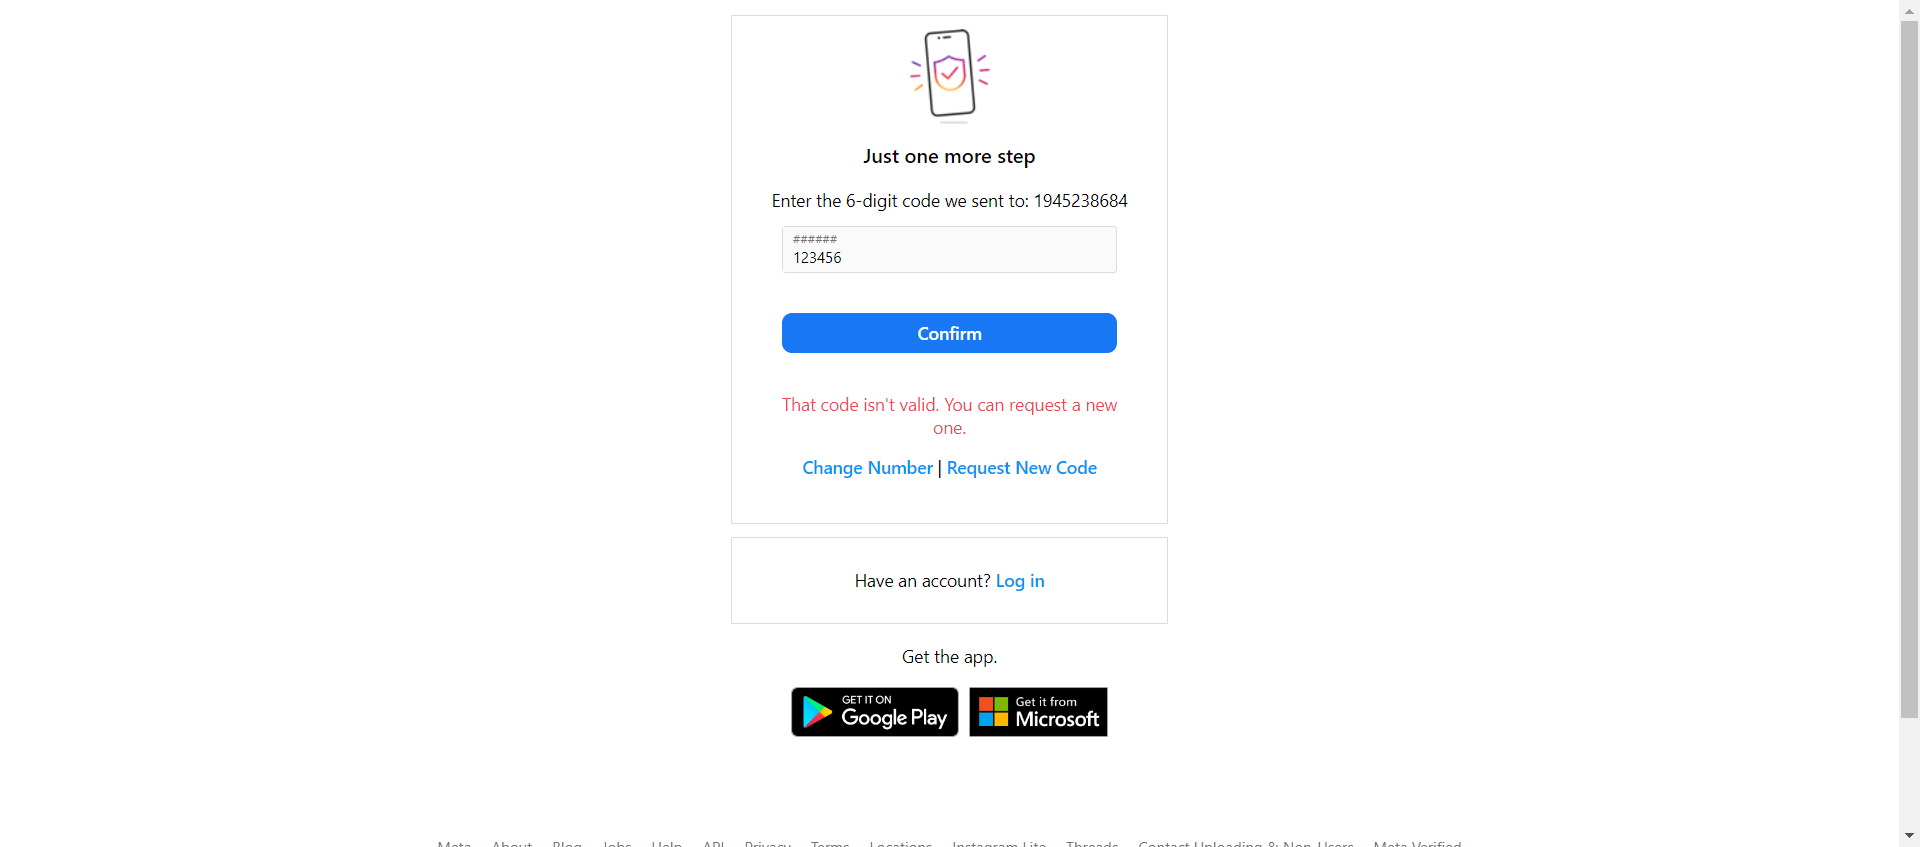 Just one more step
Enter the 6-digit code we sent to: 1945238684
######
123456
Confirm
That code isn't valid. You can request a new
one.
Change Number | Request New Code
Have an account? Log in
Get the app.
GET IT ON
Google Play
Get it from
Microsoft
Meta About Blog Jobs Help API Privacy Terms Locations Instagram Lite Threads Contact Uploading & Non-Users Meta Verified